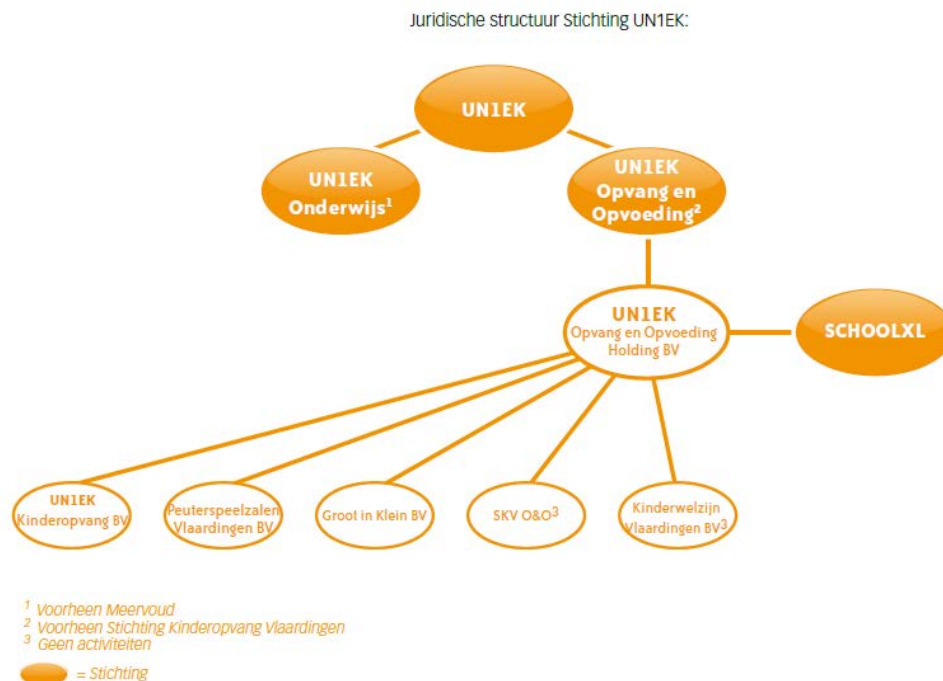 Juridische structuur Stichting UN1EK:
UN1EK
UN1EK
Onderwijs¹
UN1EK
Opvang en
Opvoeding²
UN1EK
Opvang en Opvoeding
Holding BV
SCHOOLXL
UN1EK
Kinderopvang BV
Peuterspeelzalen
Vlaardingen BV
Groot in Klein BV
SKV O&O³
Kinderwelzijn
Vlaardingen BV³
¹ Voorheen Meervoud
² Voorheen Stichting Kinderopvang Vlaardingen
³ Geen activiteiten
= Stichting